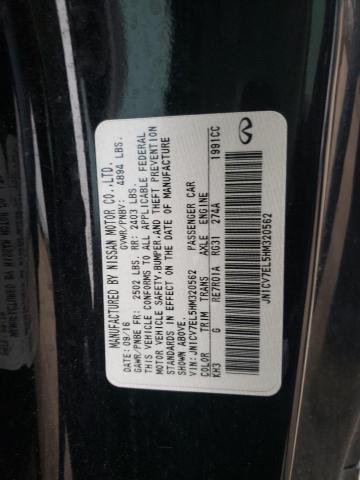 MANUFACTURED BY NISSAN MOTOR CO.,LTD.
DATE: 09/16 GVWR/PNBV: 4894 LBS.
GAWR/PNBE FR: 2502 LBS. RR: 2403 LBS.
THIS VEHICLE CONFORMS TO ALL APPLICABLE FEDERAL
MOTOR VEHICLE SAFETY,BUMPER,AND THEFT PREVENTION
STANDARDS IN EFFECT ON THE DATE OF MANUFACTURE
SHOWN ABOVE.
VIN: JN1CV7EL5HM320562 PASSENGER CAR
COLOR TRIM TRANS AXLE ENGINE
KH3 G RE7R01A RG31 274A 1991CC
JN1CV7EL5HM320562